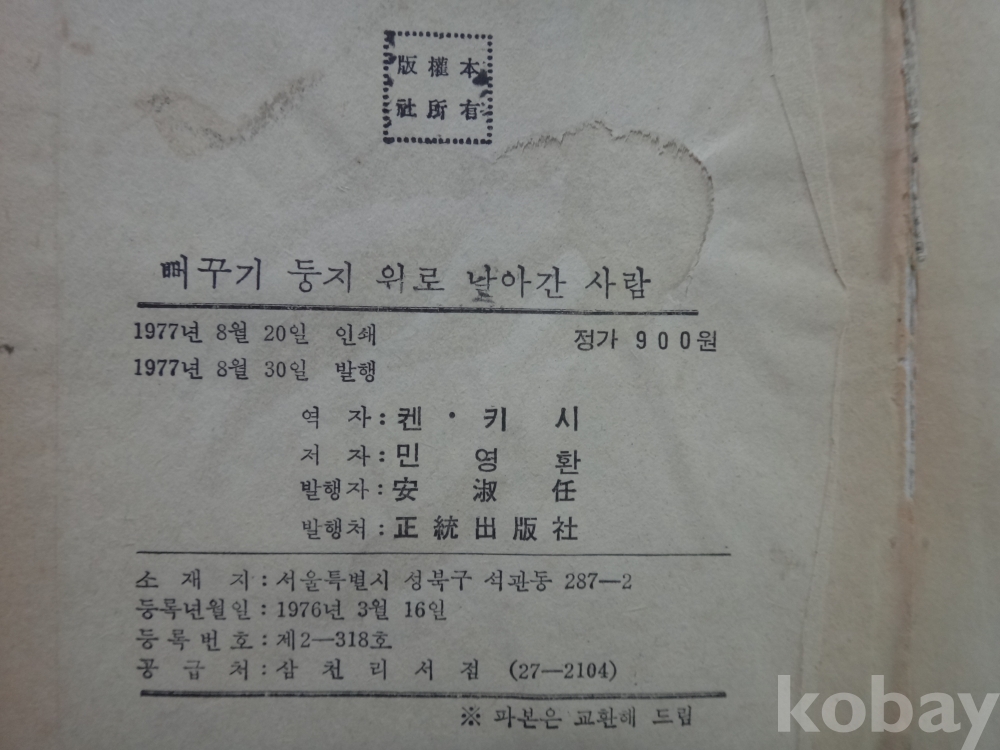 版權本
社所有
뻐꾸기 둥지 위로 날아간 사람
1977년 8월 20일 인쇄 정가 900원
1977년 8월 30일 발행
역 자 : 켄 · 키 시
저 자 : 민 영 환
발행자 : 安 淑 任
발행처 : 正統出版社
소 재 지 : 서울특별시 성북구 석관동 287—2
등록년월일 : 1976년 3월 16일
등록번호 : 제2—318호
공 급 처 : 삼천리서점 (27—2104)
※ 파본은 교환해 드림
kobay